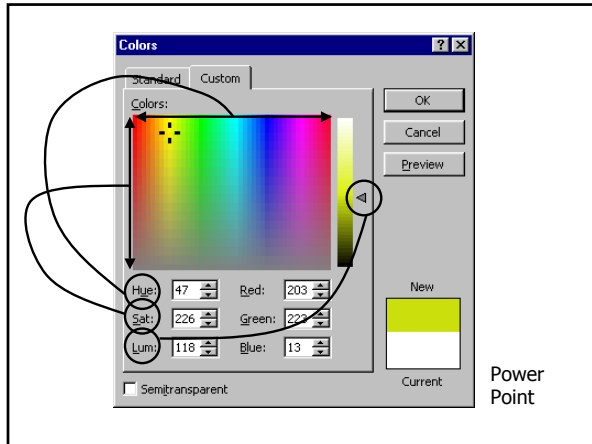 Colors
Standard Custom
Colors:
OK
Cancel
Preview
Hue: 47 Red: 203
Sat: 226 Green: 223
Lum: 118 Blue: 13
New
Current
Semitransparent
Power
Point